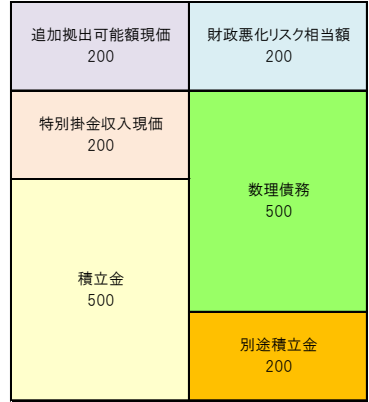 追加拠出可能額現価
200
財政悪化リスク相当額
200
特別掛金収入現価
200
数理債務
500
積立金
500
別途積立金
200